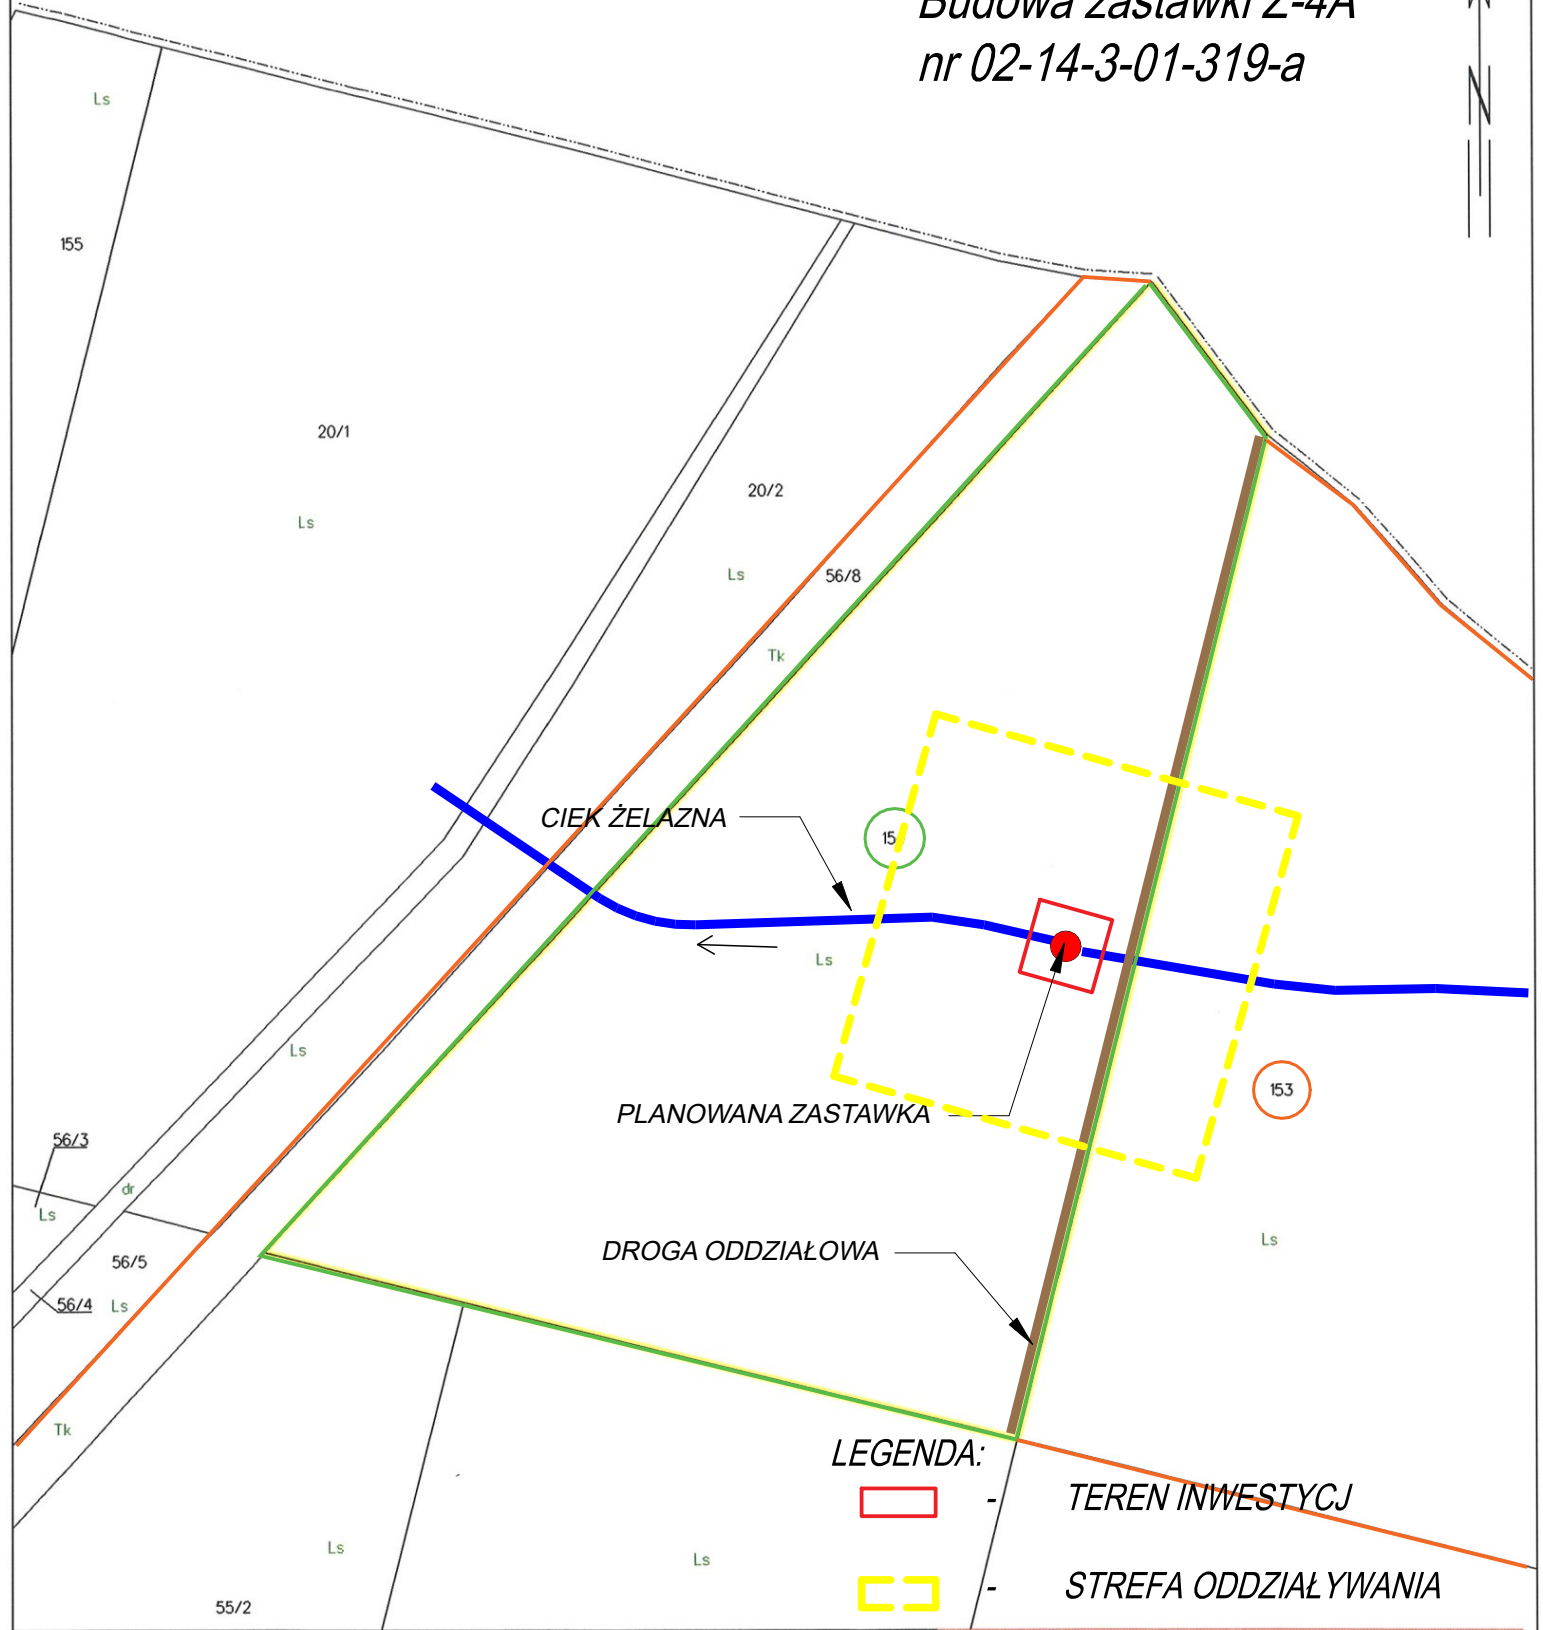 Budowa zastawki Z-4A
nr 02-14-3-01-319-a
N
Ls
155
20/1
20/2
Ls
Ls
56/8
Tk
CIEK ŻELAZNA
15
Ls
Ls
153
PLANOWANA ZASTAWKA
56/3
dr
Ls
Ls
DROGA ODDZIAŁOWA
56/5
56/4
Ls
Tk
LEGENDA:
- TEREN INWESTYCJ
Ls
Ls
- STREFA ODDZIAŁYWANIA
55/2